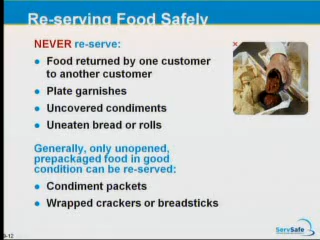 Re-serving Food Safely
NEVER re-serve:
● Food returned by one customer
to another customer
● Plate garnishes
● Uncovered condiments
● Uneaten bread or rolls
Generally, only unopened,
prepackaged food in good
condition can be re-served:
● Condiment packets
● Wrapped crackers or breadsticks
ServSafe
9-12